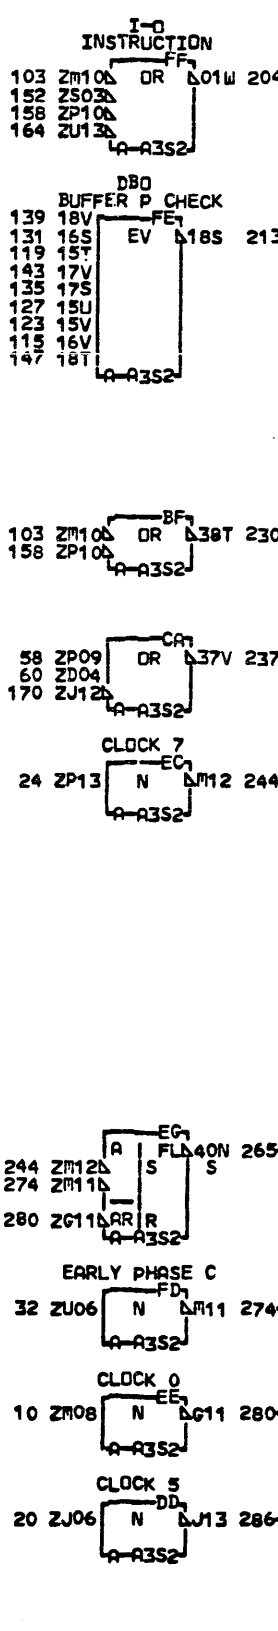 I-O
INSTRUCTION
FF
103 ZM10 OR 01W 204
152 ZS03
158 ZP10
164 ZU13
A-A3S2
DBO
BUFFER P CHECK
139 18V FE
131 16S EV 18S 213
119 15T
143 17V
135 17S
127 15U
123 15V
115 16V
147 18T
A-A3S2
BF
103 ZM10 OR 38T 230
158 ZP10
A-A3S2
CA
58 ZP09 OR 37V 237
60 ZD04
170 ZJ12
A-A3S2
CLOCK 7
EC
24 ZP13 N M12 244
A-A3S2
EG
A FL 40N 265
244 ZM12 S S
274 ZM11
280 ZG11 AR R
A-A3S2
EARLY PHASE C
FD
32 ZU06 N M11 274
A-A3S2
CLOCK 0
EE
10 ZM08 N G11 280
A-A3S2
CLOCK 5
DD
20 ZJ06 N J13 286
A-A3S2